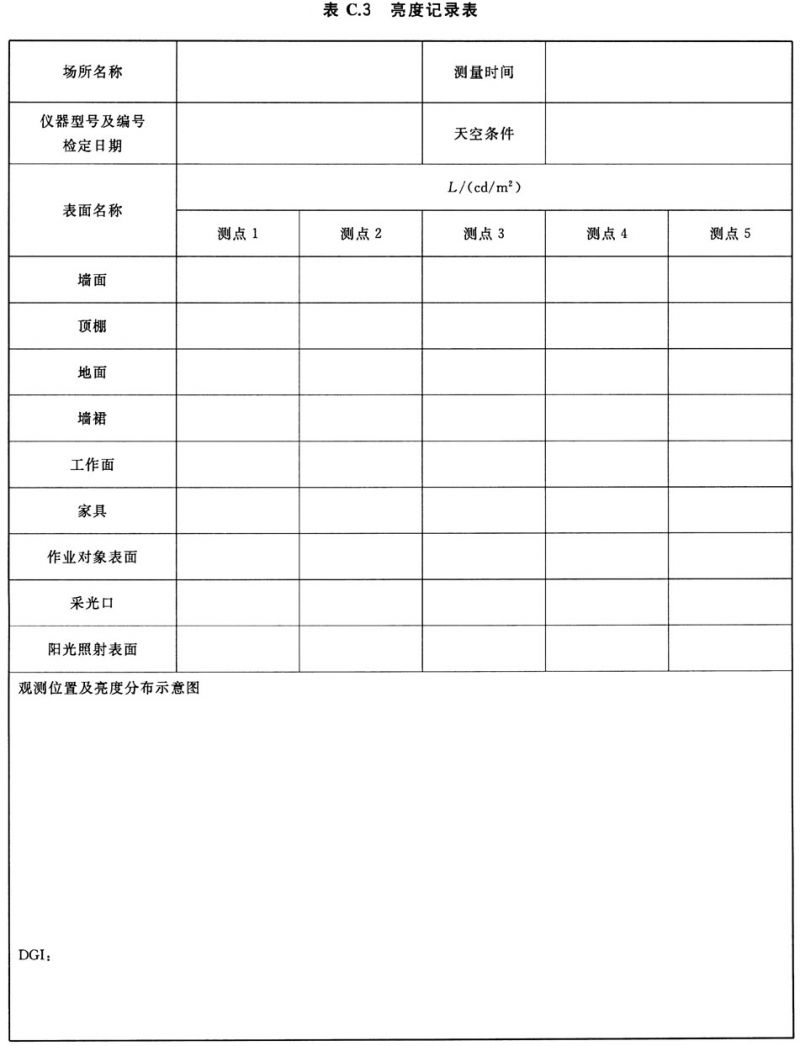 表 C.3 亮度记录表
场所名称
测量时间
仪器型号及编号
检定日期
天空条件
表面名称
L/(cd/m²)
测点 1
测点 2
测点 3
测点 4
测点 5
墙面
顶棚
地面
墙裙
工作面
家具
作业对象表面
采光口
阳光照射表面
观测位置及亮度分布示意图
DGI: